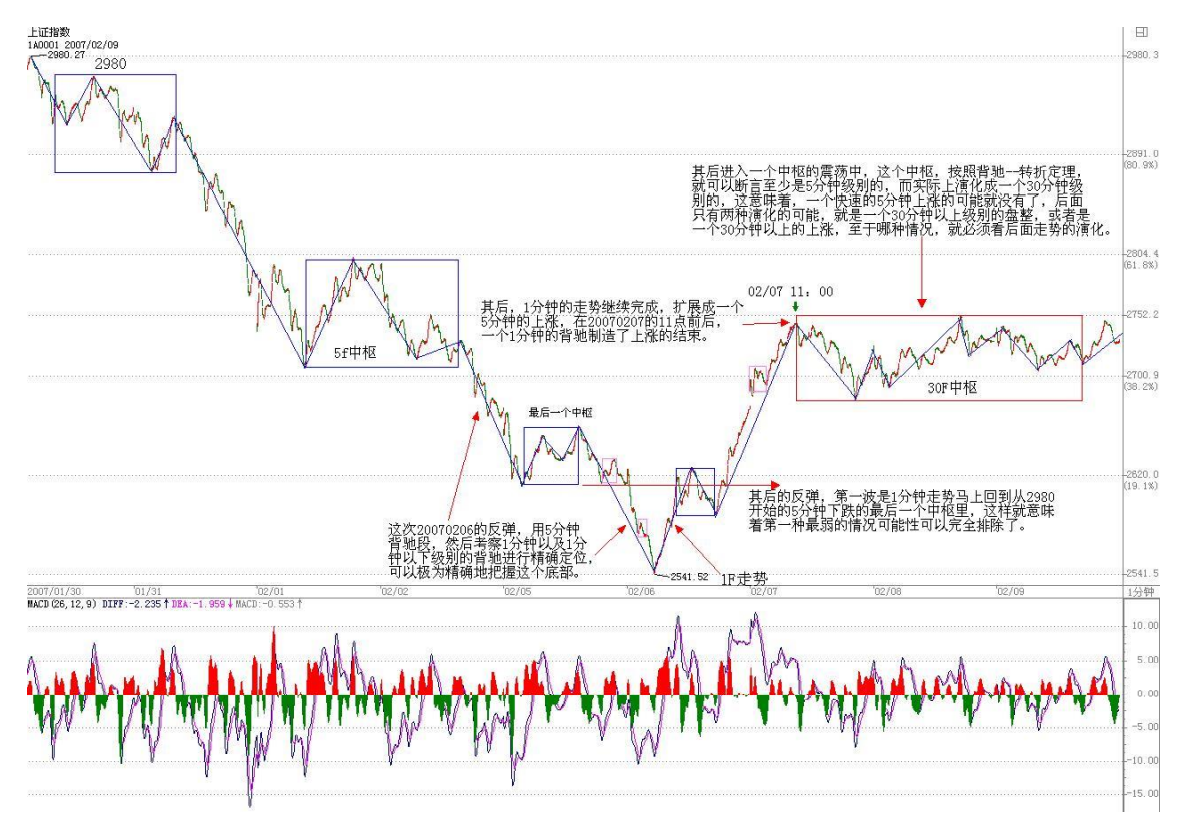 上证指数
1A0001 2007/02/09
2980.27
2980
2980.3
2891.0
(80.9%)
其后进入一个中枢的震荡中，这个中枢，按照背驰--转折定理，
就可以断言至少是5分钟级别的，而实际上演化成一个30分钟级
别的，这意味着，一个快速的5分钟上涨的可能就没有了，后面
只有两种演化的可能，就是一个30分钟以上级别的盘整，或者是
一个30分钟以上的上涨，至于哪种情况，就必须看后面走势的演化。
2804.4
(61.8%)
02/07 11：00
其后，1分钟的走势继续完成，扩展成一个
5分钟的上涨，在20070207的11点前后，
一个1分钟的背驰制造了上涨的结束。
2752.2
5f中枢
2700.9
(38.2%)
30F中枢
最后一个中枢
2620.0
(19.1%)
其后的反弹，第一波是1分钟走势马上回到从2980
开始的5分钟下跌的最后一个中枢里，这样就意味
着第一种最弱的情况可能性可以完全排除了。
这次20070206的反弹，用5分钟
背驰段，然后考察1分钟以及1分
钟以下级别的背驰进行精确定位，
可以极为精确地把握这个底部。
2541.52
1F走势
2541.5
2007/01/30 01/31 02/01 02/02 02/05 02/06 02/07 02/08 02/09 1分钟
MACD(26,12,9) DIFF:-2.235↑DEA:-1.959↓MACD:-0.553↑
10.00
5.00
0.00
-5.00
-10.00
-15.00